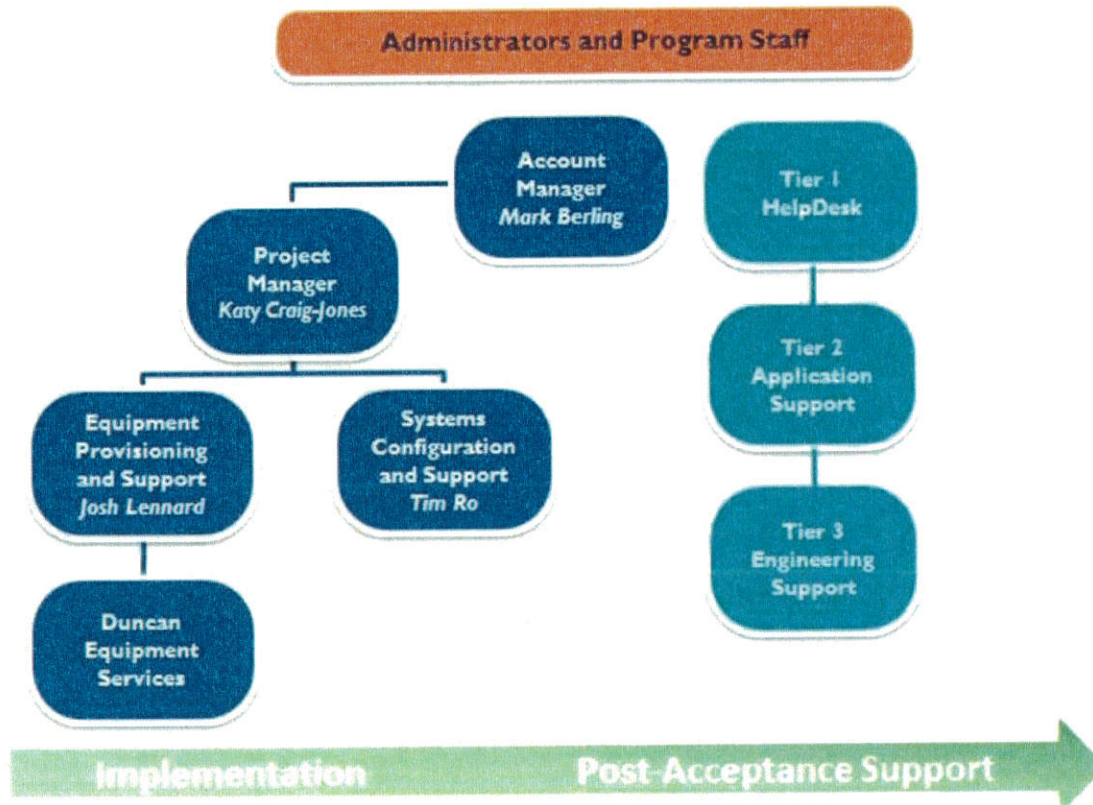 Administrators and Program Staff
Account
Manager
Mark Berling
Project
Manager
Katy Craig-Jones
Equipment
Provisioning
and Support
Josh Lennard
Systems
Configuration
and Support
Tim Ro
Duncan
Equipment
Services
Tier 1
HelpDesk
Tier 2
Application
Support
Tier 3
Engineering
Support
Implementation
Post-Acceptance Support